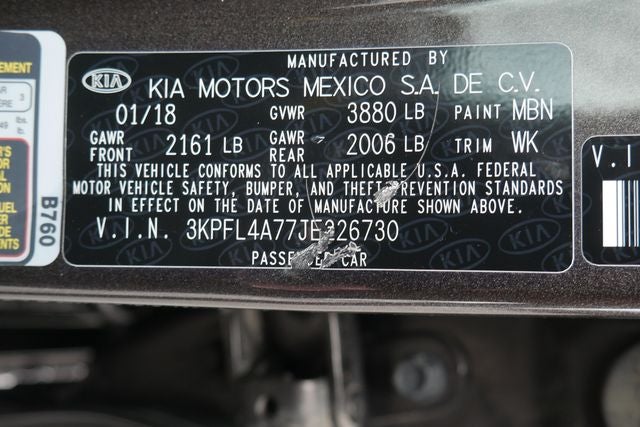 MANUFACTURED BY
KIA KIA MOTORS MEXICO S.A. DE C.V.
01/18 GVWR 3880 LB PAINT MBN
GAWR FRONT 2161 LB GAWR REAR 2006 LB TRIM WK
THIS VEHICLE CONFORMS TO ALL APPLICABLE U.S.A. FEDERAL
MOTOR VEHICLE SAFETY, BUMPER, AND THEFT PREVENTION STANDARDS
IN EFFECT ON THE DATE OF MANUFACTURE SHOWN ABOVE.
V.I.N. 3KPFL4A77JE226730
PASSENGER CAR
B760
V.I